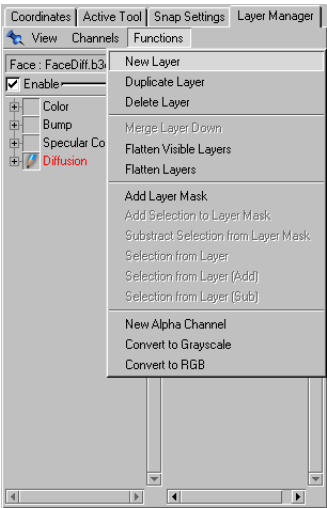 Coordinates Active Tool Snap Settings Layer Manager
View Channels Functions
Face : FaceDiff.b3
Enable
Color
Bump
Specular Co
Diffusion
New Layer
Duplicate Layer
Delete Layer
Merge Layer Down
Flatten Visible Layers
Flatten Layers
Add Layer Mask
Add Selection to Layer Mask
Substract Selection from Layer Mask
Selection from Layer
Selection from Layer (Add)
Selection from Layer (Sub)
New Alpha Channel
Convert to Grayscale
Convert to RGB